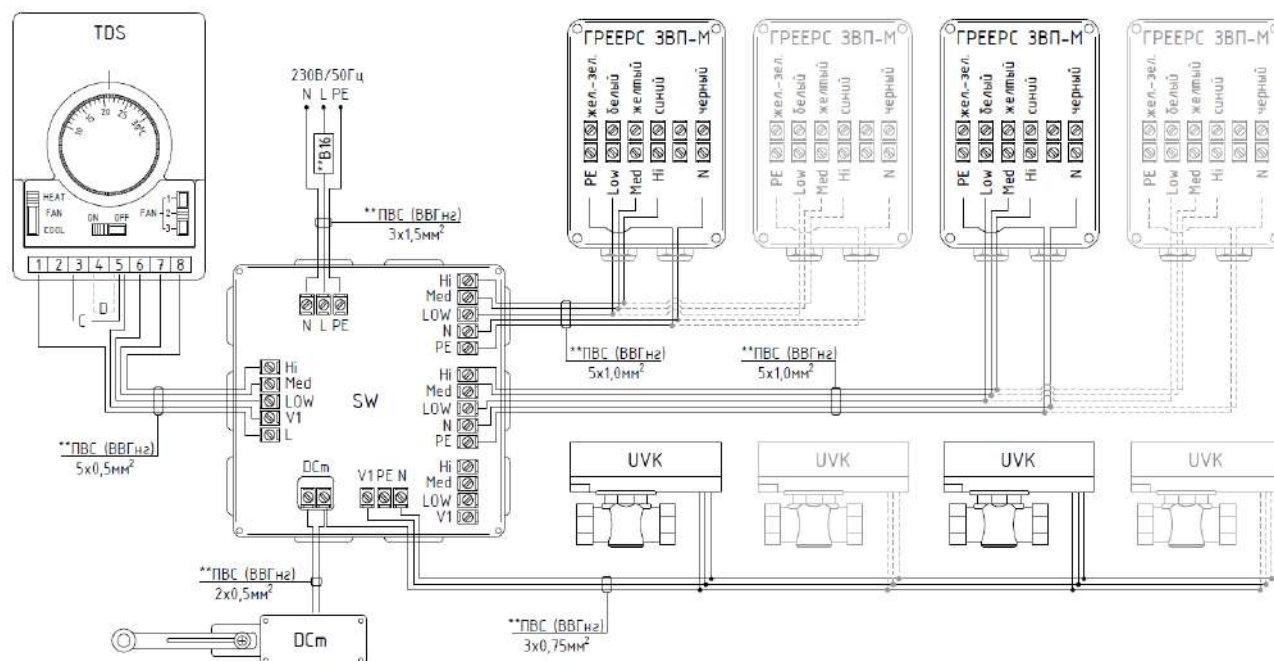 TDS
10 15 20 25 30°C
HEAT
FAN
COOL
ON OFF
FAN
1
2
3
1 2 3 4 5 6 7 8
C
D
**ПВС (ВВГнг)
5х0,5мм²
230В/50Гц
N L PE
**В16
**ПВС (ВВГнг)
3х1,5мм²
N L PE
Hi
Med
LOW
V1
L
SW
Hi
Med
LOW
N
PE
Hi
Med
LOW
N
PE
Hi
Med
LOW
V1
DCm
V1 PE N
**ПВС (ВВГнг)
2х0,5мм²
DCm
**ПВС (ВВГнг)
3х0,75мм²
**ПВС (ВВГнг)
5х1,0мм²
**ПВС (ВВГнг)
5х1,0мм²
ГРЕЕРС ЗВП-М
жел.-зел.
белый
желтый
синий
черный
PE
Low
Med
Hi
N
ГРЕЕРС ЗВП-М
жел.-зел.
белый
желтый
синий
черный
PE
Low
Med
Hi
N
ГРЕЕРС ЗВП-М
жел.-зел.
белый
желтый
синий
черный
PE
Low
Med
Hi
N
ГРЕЕРС ЗВП-М
жел.-зел.
белый
желтый
синий
черный
PE
Low
Med
Hi
N
UVK
UVK
UVK
UVK